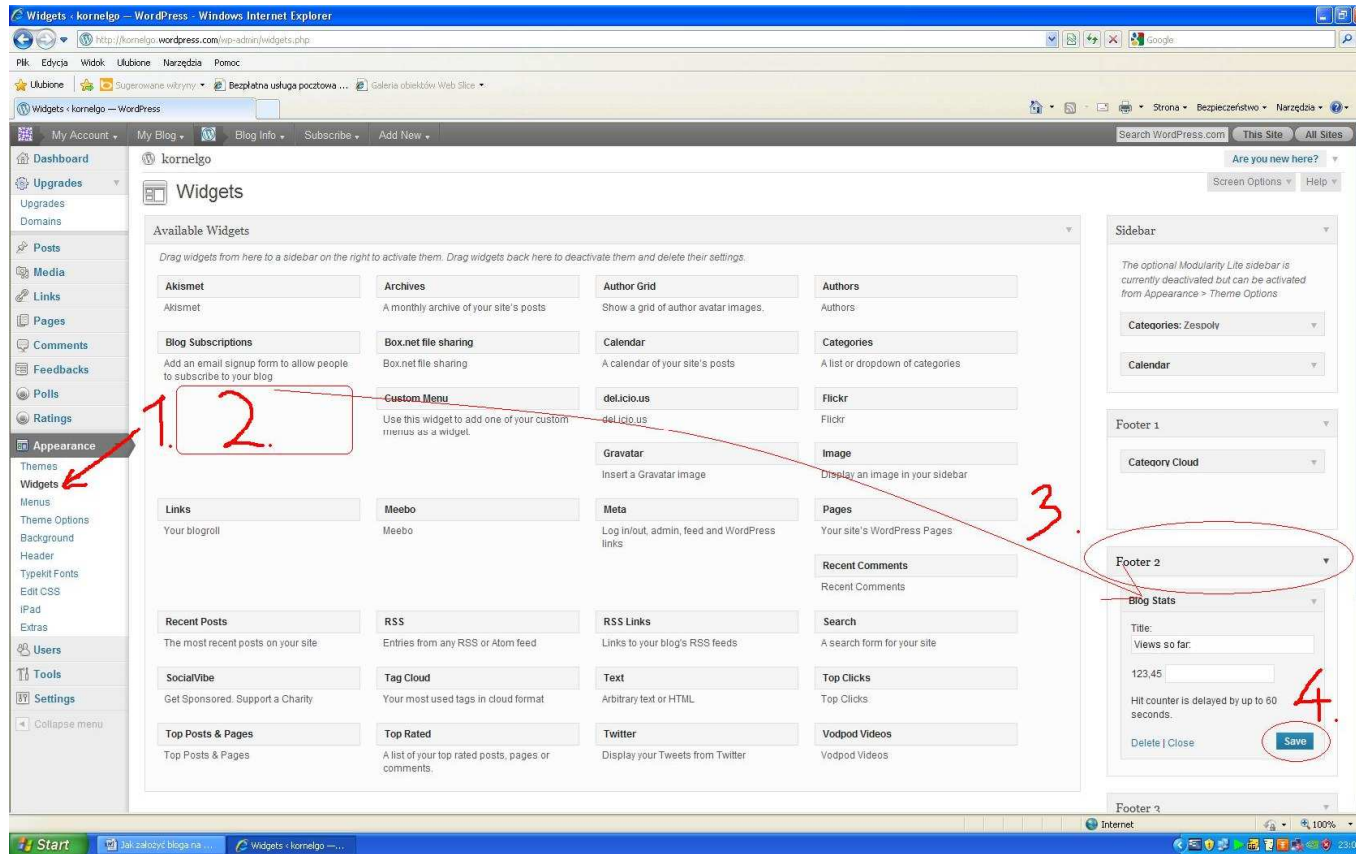 Widgets ‹ kornelgo — WordPress - Windows Internet Explorer
http://kornelgo.wordpress.com/wp-admin/widgets.php
Google
Plik Edycja Widok Ulubione Narzędzia Pomoc
Ulubione Sugerowane witryny Bezpłatna usługa pocztowa ... Galeria obiektów Web Slice
Widgets ‹ kornelgo — WordPress
Strona Bezpieczeństwo Narzędzia
My Account My Blog Blog Info Subscribe Add New
Search WordPress.com This Site All Sites
Dashboard
Upgrades
Upgrades
Domains
Posts
Media
Links
Pages
Comments
Feedbacks
Polls
Ratings
Appearance
Themes
Widgets
Menus
Theme Options
Background
Header
Typekit Fonts
Edit CSS
iPad
Extras
Users
Tools
Settings
Collapse menu
kornelgo
Are you new here?
Widgets
Screen Options Help
Available Widgets
Drag widgets from here to a sidebar on the right to activate them. Drag widgets back here to deactivate them and delete their settings.
Akismet Archives Author Grid Authors
Akismet A monthly archive of your site's posts Show a grid of author avatar images. Authors
Blog Subscriptions Box.net file sharing Calendar Categories
Add an email signup form to allow people Box.net file sharing A calendar of your site's posts A list or dropdown of categories
to subscribe to your blog
1. 2.
Custom Menu del.icio.us Flickr
Use this widget to add one of your custom del.icio.us Flickr
menus as a widget.
Gravatar Image
Insert a Gravatar image Display an image in your sidebar
Links Meebo Meta Pages
Your blogroll Meebo Log in/out, admin, feed and WordPress Your site's WordPress Pages
links
Recent Comments
Recent Comments
Recent Posts RSS RSS Links Search
The most recent posts on your site Entries from any RSS or Atom feed Links to your blog's RSS feeds A search form for your site
SocialVibe Tag Cloud Text Top Clicks
Get Sponsored. Support a Charity Your most used tags in cloud format Arbitrary text or HTML Top Clicks
Top Posts & Pages Top Rated Twitter Vodpod Videos
Top Posts & Pages A list of your top rated posts, pages or Display your Tweets from Twitter Vodpod Videos
comments.
Sidebar
The optional Modularity Lite sidebar is
currently deactivated but can be activated
from Appearance > Theme Options
Categories: Zespoły
Calendar
Footer 1
Category Cloud
3.
Footer 2
Blog Stats
Title:
Views so far:
123,45
Hit counter is delayed by up to 60
seconds.
4.
Delete | Close Save
Footer 3
Internet 100%
Start Jak założyć bloga na ... Widgets ‹ kornelgo —...